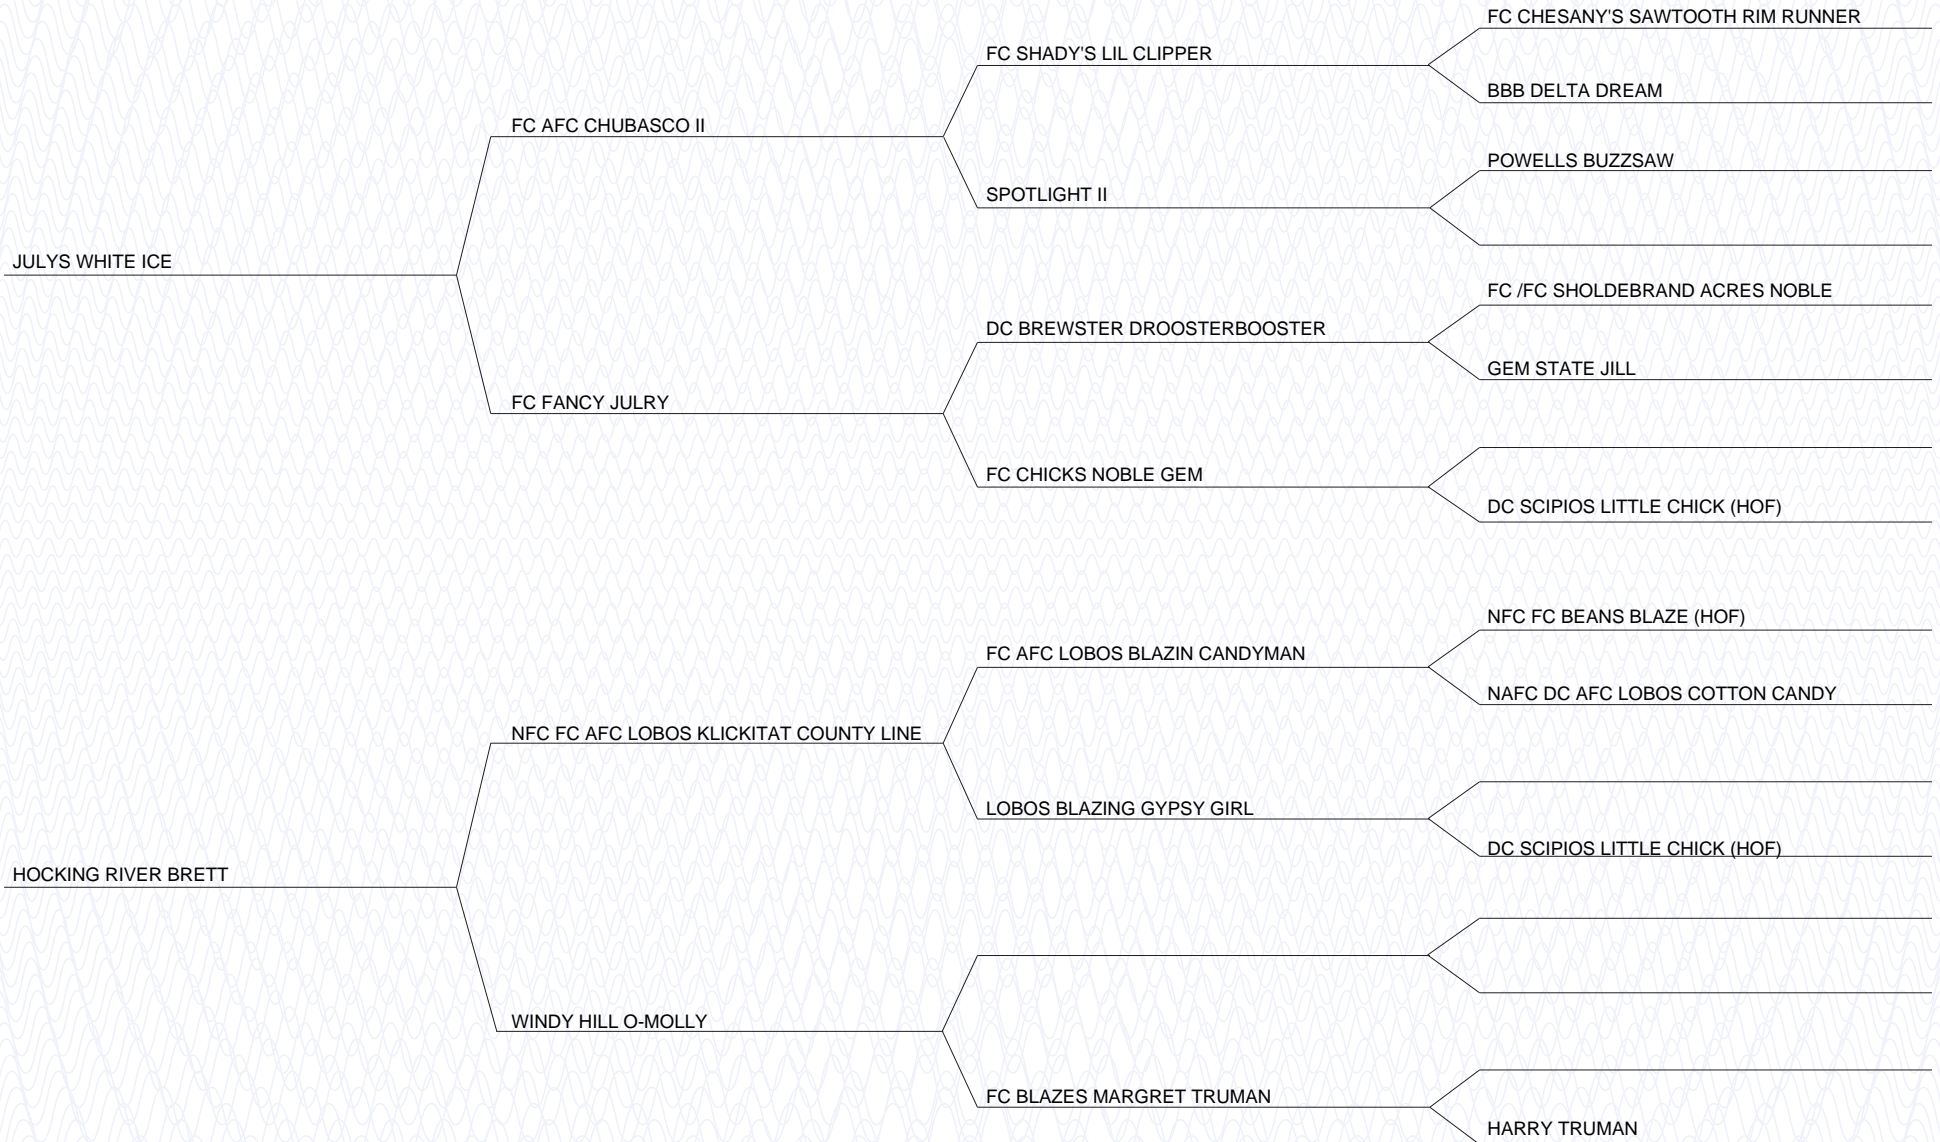 FC CHESANY'S SAWTOOTH RIM RUNNER
FC SHADY'S LIL CLIPPER
BBB DELTA DREAM
FC AFC CHUBASCO II
POWELLS BUZZSAW
SPOTLIGHT II
JULYS WHITE ICE
FC /FC SHOLDEBRAND ACRES NOBLE
DC BREWSTER DROOSTERBOOSTER
GEM STATE JILL
FC FANCY JULRY
FC CHICKS NOBLE GEM
DC SCIPIOS LITTLE CHICK (HOF)
NFC FC BEANS BLAZE (HOF)
FC AFC LOBOS BLAZIN CANDYMAN
NAFC DC AFC LOBOS COTTON CANDY
NFC FC AFC LOBOS KLICKITAT COUNTY LINE
LOBOS BLAZING GYPSY GIRL
DC SCIPIOS LITTLE CHICK (HOF)
HOCKING RIVER BRETT
WINDY HILL O-MOLLY
FC BLAZES MARGRET TRUMAN
HARRY TRUMAN